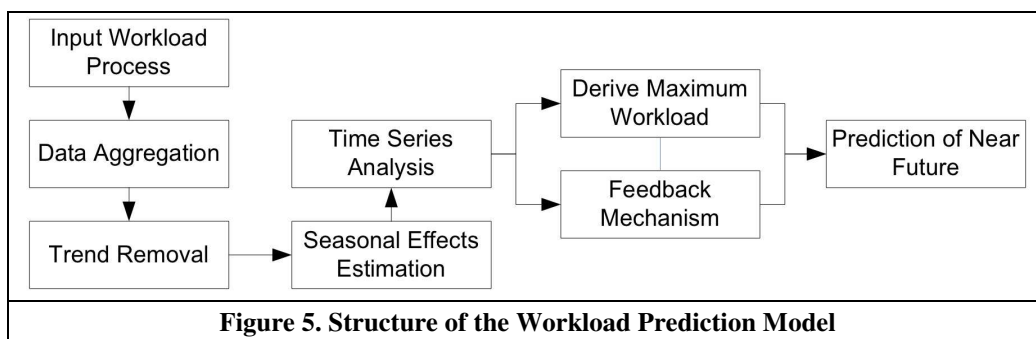 Input Workload
Process
Data Aggregation
Trend Removal
Seasonal Effects
Estimation
Time Series
Analysis
Derive Maximum
Workload
Feedback
Mechanism
Prediction of Near
Future
Figure 5. Structure of the Workload Prediction Model